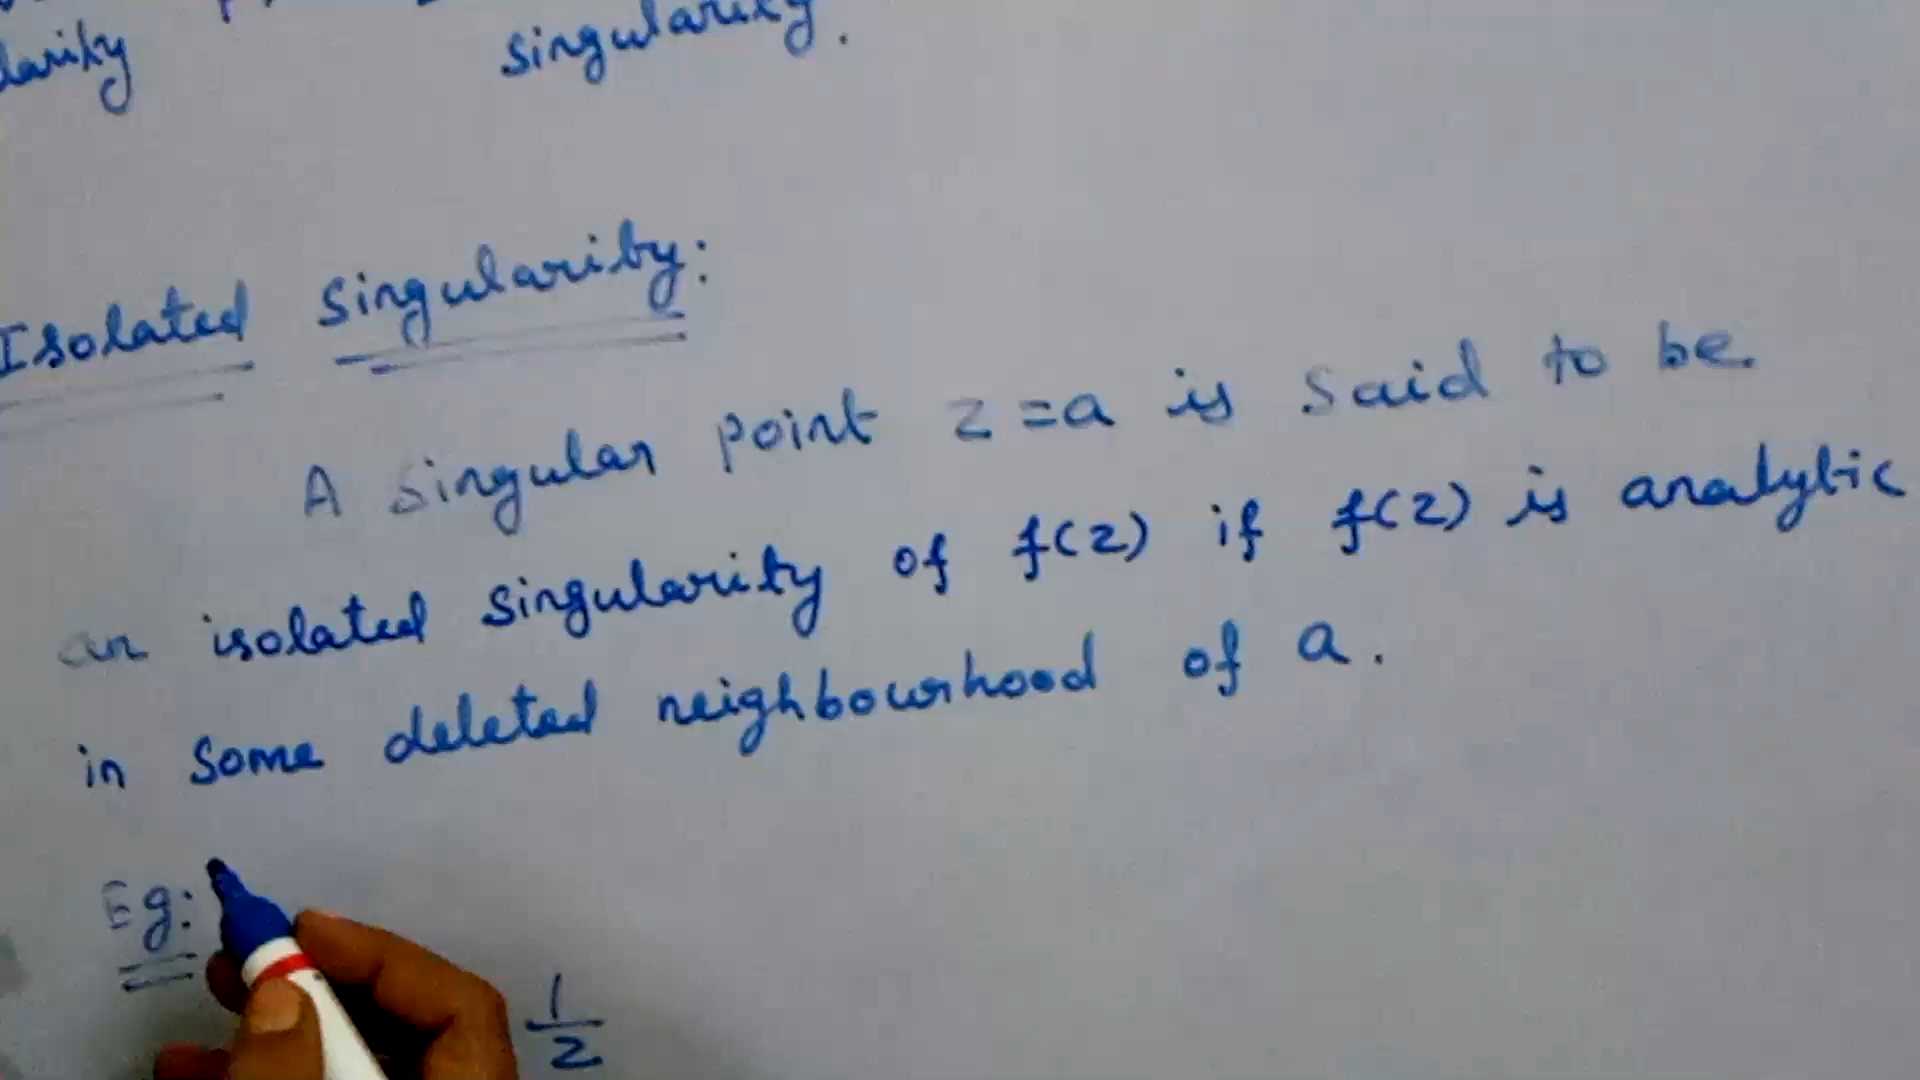 larity singularity.
Isolated singularity:
A singular point z = a is said to be
an isolated singularity of f(z) if f(z) is analytic
in some deleted neighbourhood of a.
Eg:
1/z